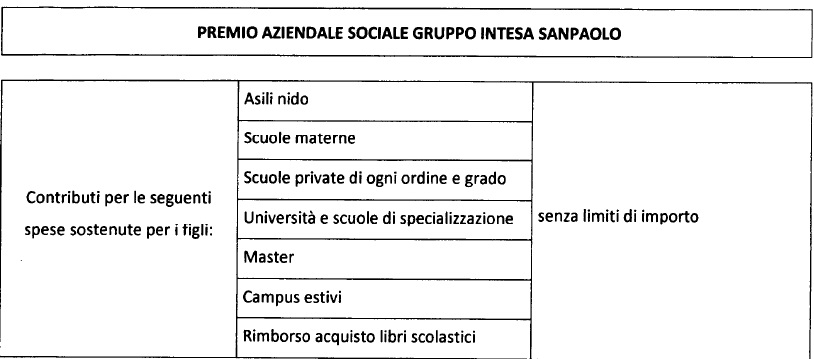 PREMIO AZIENDALE SOCIALE GRUPPO INTESA SANPAOLO
Contributi per le seguenti
spese sostenute per i figli:
Asili nido
Scuole materne
Scuole private di ogni ordine e grado
Università e scuole di specializzazione
Master
Campus estivi
Rimborso acquisto libri scolastici
senza limiti di importo